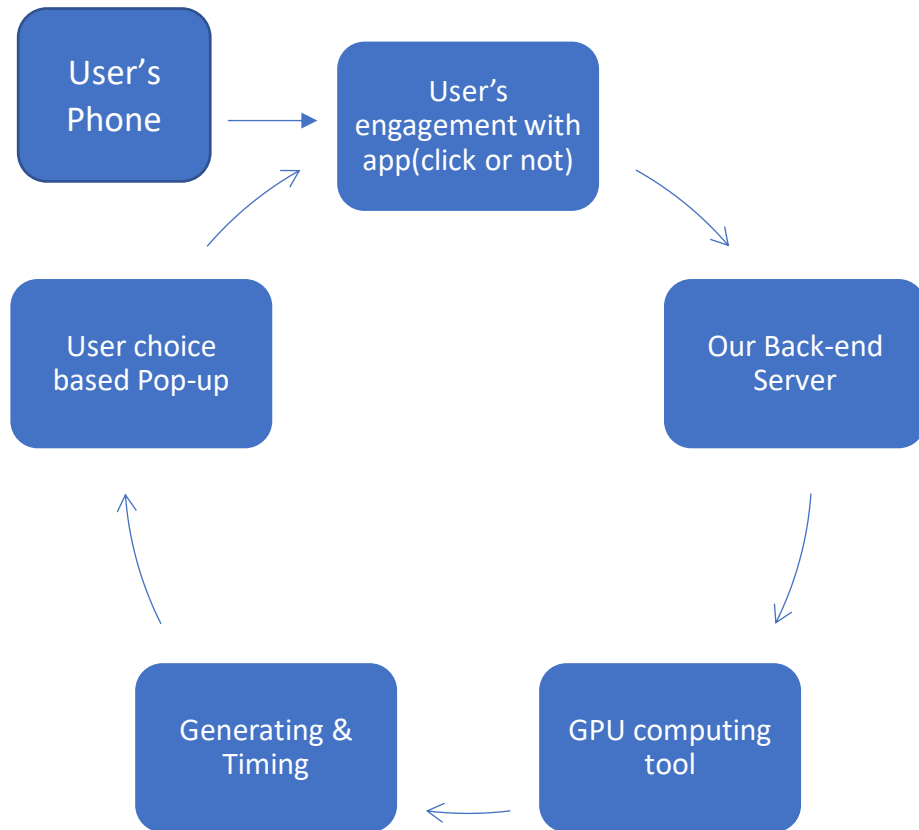 User’s
Phone
User’s
engagement with
app(click or not)
Our Back-end
Server
GPU computing
tool
Generating &
Timing
User choice
based Pop-up